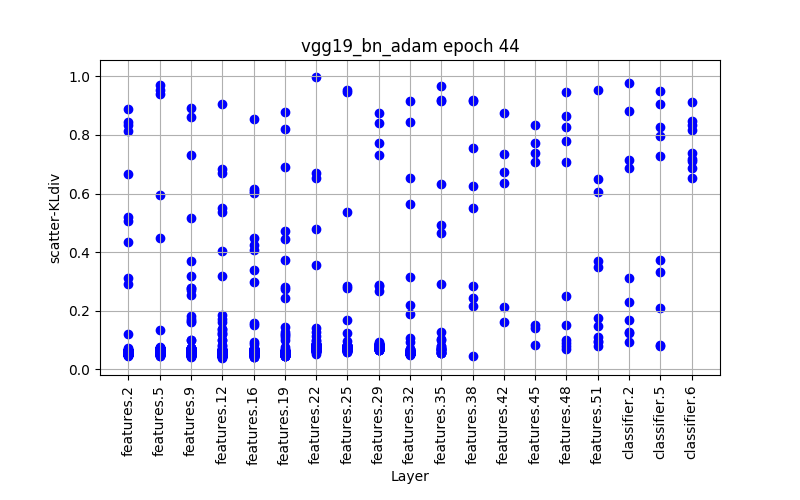 vgg19_bn_adam epoch 44
scatter-KLdiv
1.0
0.8
0.6
0.4
0.2
0.0
features.2
features.5
features.9
features.12
features.16
features.19
features.22
features.25
features.29
features.32
features.35
features.38
features.42
features.45
features.48
features.51
classifier.2
classifier.5
classifier.6
Layer